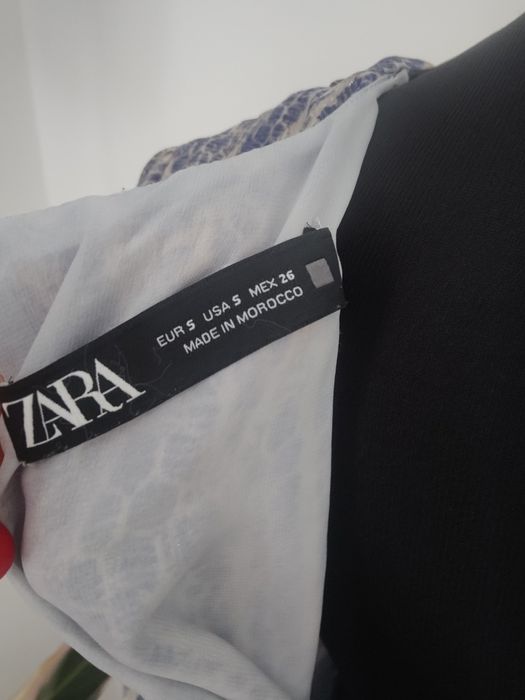 ZARA
EUR S USA S MEX 26
MADE IN MOROCCO